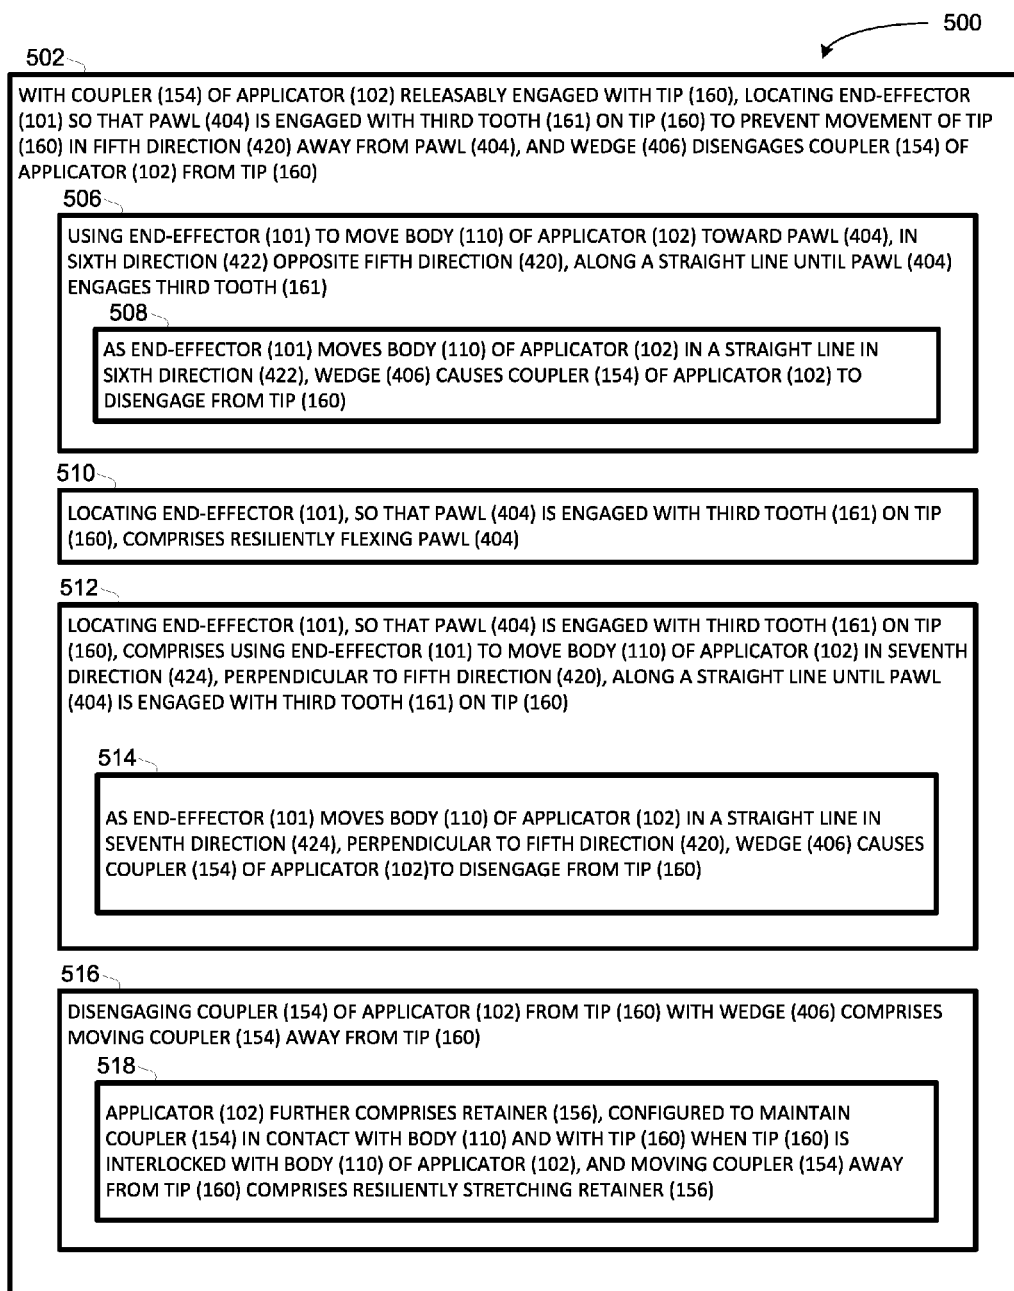 500
502
WITH COUPLER (154) OF APPLICATOR (102) RELEASABLY ENGAGED WITH TIP (160), LOCATING END-EFFECTOR
(101) SO THAT PAWL (404) IS ENGAGED WITH THIRD TOOTH (161) ON TIP (160) TO PREVENT MOVEMENT OF TIP
(160) IN FIFTH DIRECTION (420) AWAY FROM PAWL (404), AND WEDGE (406) DISENGAGES COUPLER (154) OF
APPLICATOR (102) FROM TIP (160)
506
USING END-EFFECTOR (101) TO MOVE BODY (110) OF APPLICATOR (102) TOWARD PAWL (404), IN
SIXTH DIRECTION (422) OPPOSITE FIFTH DIRECTION (420), ALONG A STRAIGHT LINE UNTIL PAWL (404)
ENGAGES THIRD TOOTH (161)
508
AS END-EFFECTOR (101) MOVES BODY (110) OF APPLICATOR (102) IN A STRAIGHT LINE IN
SIXTH DIRECTION (422), WEDGE (406) CAUSES COUPLER (154) OF APPLICATOR (102) TO
DISENGAGE FROM TIP (160)
510
LOCATING END-EFFECTOR (101), SO THAT PAWL (404) IS ENGAGED WITH THIRD TOOTH (161) ON TIP
(160), COMPRISES RESILIENTLY FLEXING PAWL (404)
512
LOCATING END-EFFECTOR (101), SO THAT PAWL (404) IS ENGAGED WITH THIRD TOOTH (161) ON TIP
(160), COMPRISES USING END-EFFECTOR (101) TO MOVE BODY (110) OF APPLICATOR (102) IN SEVENTH
DIRECTION (424), PERPENDICULAR TO FIFTH DIRECTION (420), ALONG A STRAIGHT LINE UNTIL PAWL
(404) IS ENGAGED WITH THIRD TOOTH (161) ON TIP (160)
514
AS END-EFFECTOR (101) MOVES BODY (110) OF APPLICATOR (102) IN A STRAIGHT LINE IN
SEVENTH DIRECTION (424), PERPENDICULAR TO FIFTH DIRECTION (420), WEDGE (406) CAUSES
COUPLER (154) OF APPLICATOR (102)TO DISENGAGE FROM TIP (160)
516
DISENGAGING COUPLER (154) OF APPLICATOR (102) FROM TIP (160) WITH WEDGE (406) COMPRISES
MOVING COUPLER (154) AWAY FROM TIP (160)
518
APPLICATOR (102) FURTHER COMPRISES RETAINER (156), CONFIGURED TO MAINTAIN
COUPLER (154) IN CONTACT WITH BODY (110) AND WITH TIP (160) WHEN TIP (160) IS
INTERLOCKED WITH BODY (110) OF APPLICATOR (102), AND MOVING COUPLER (154) AWAY
FROM TIP (160) COMPRISES RESILIENTLY STRETCHING RETAINER (156)